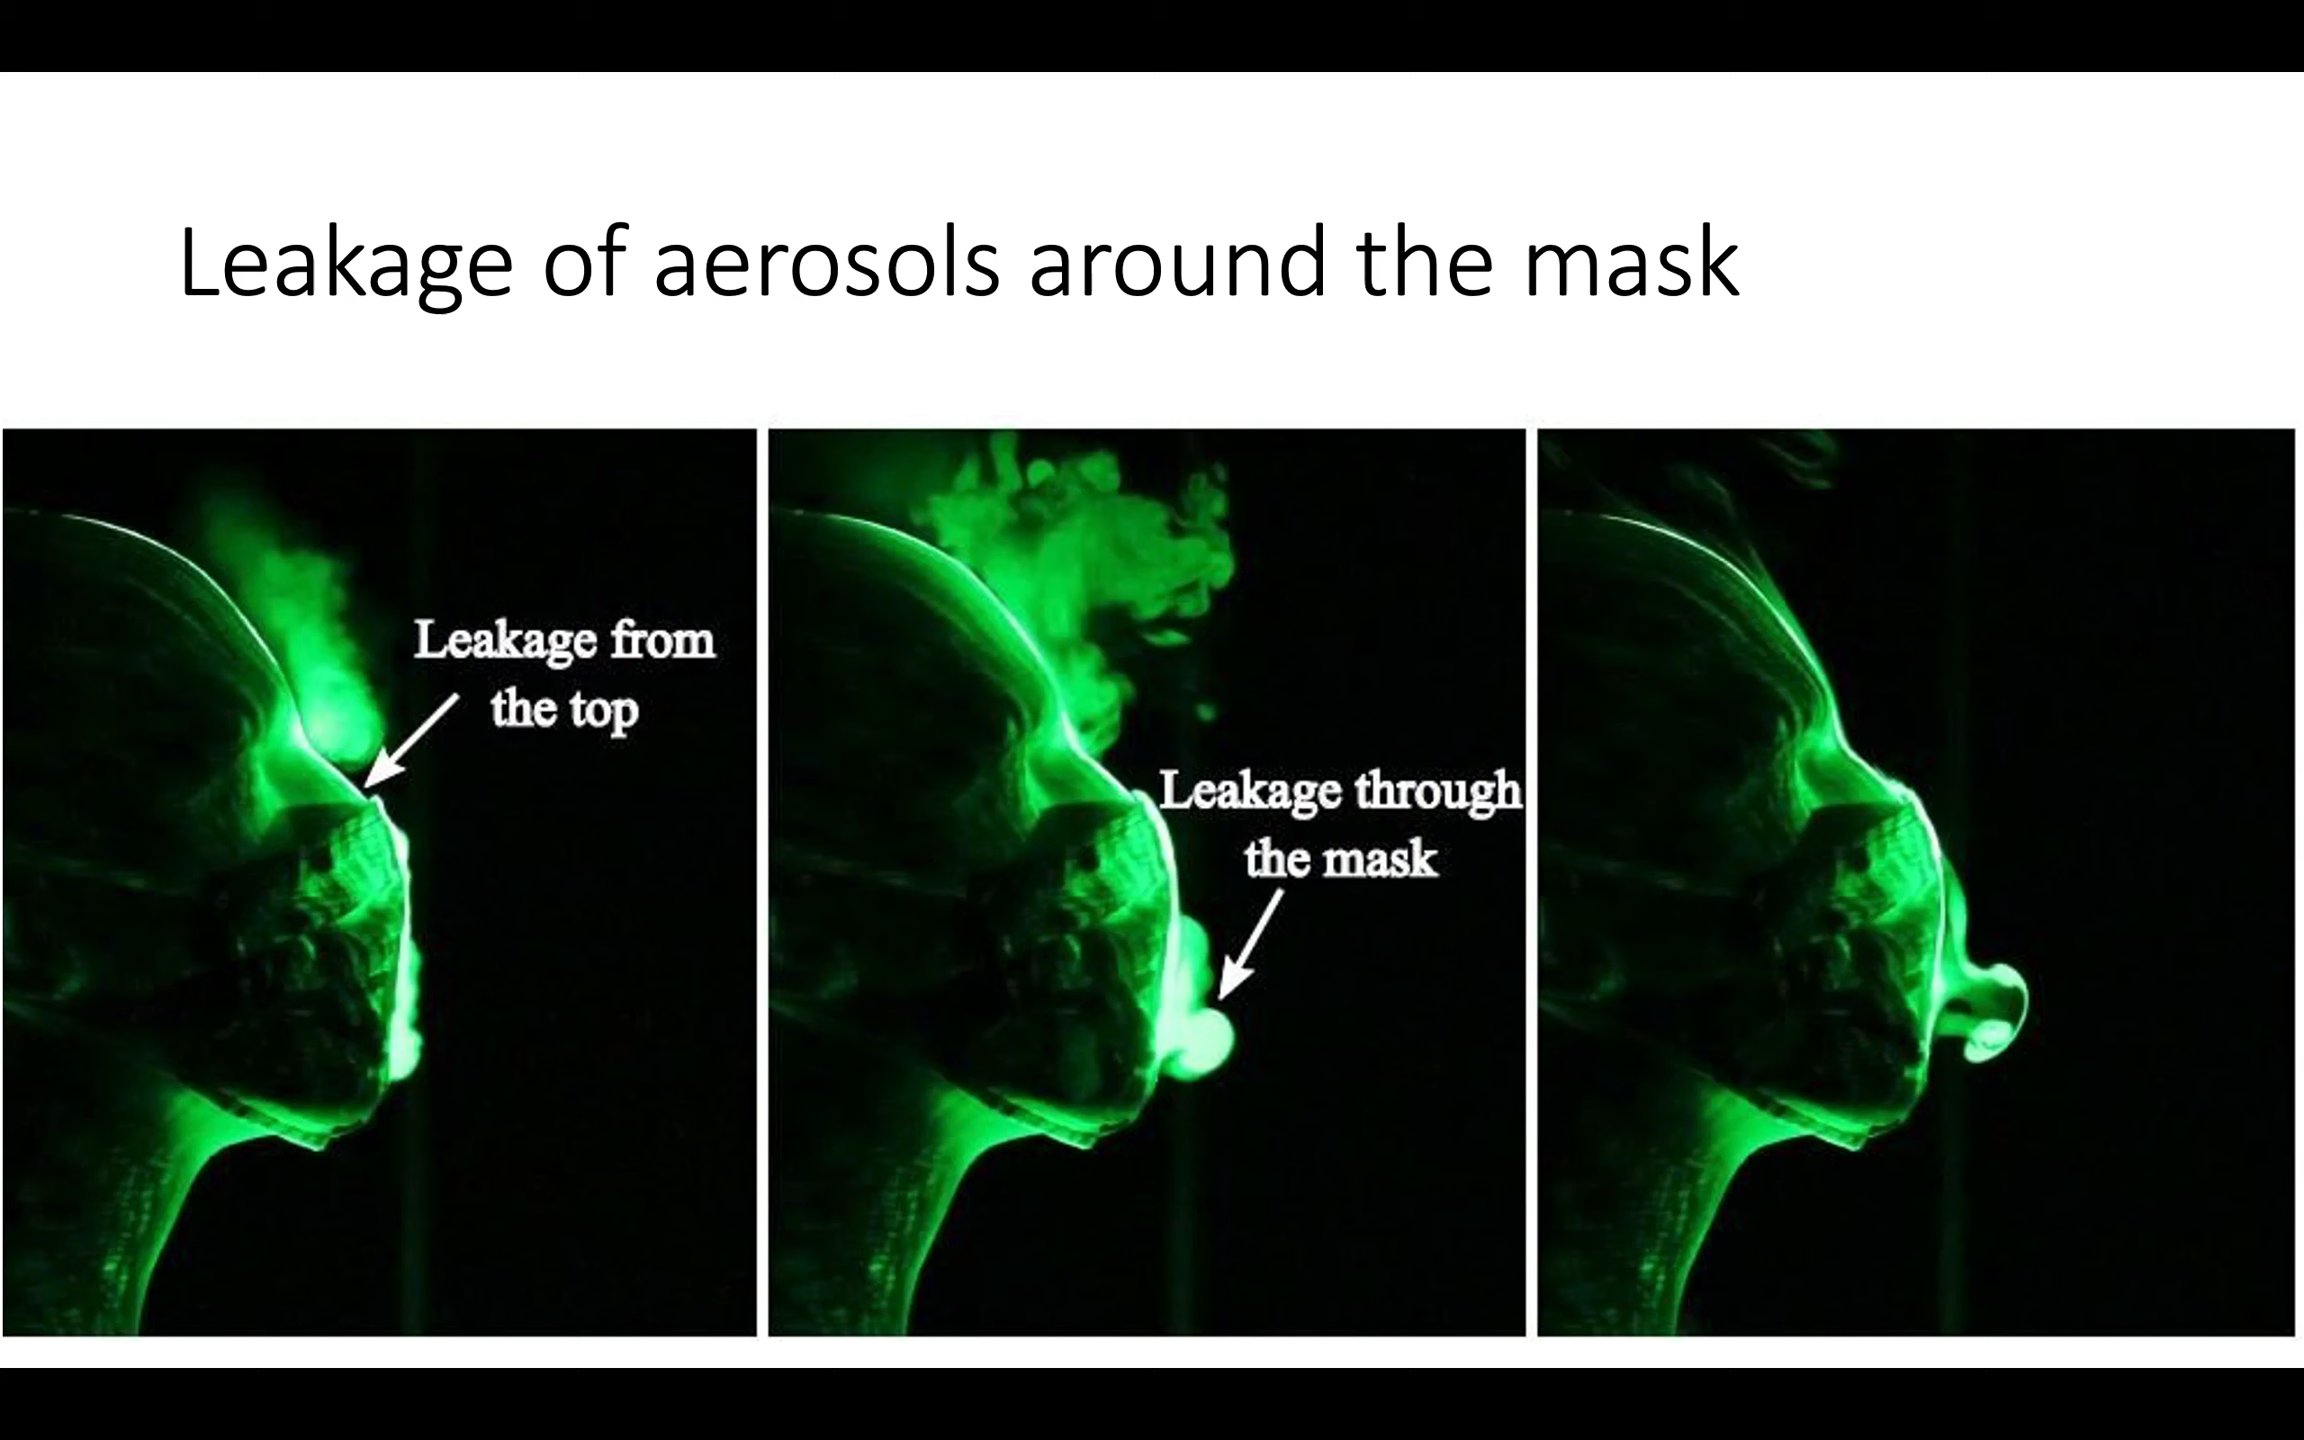 Leakage of aerosols around the mask
Leakage from
the top
Leakage through
the mask